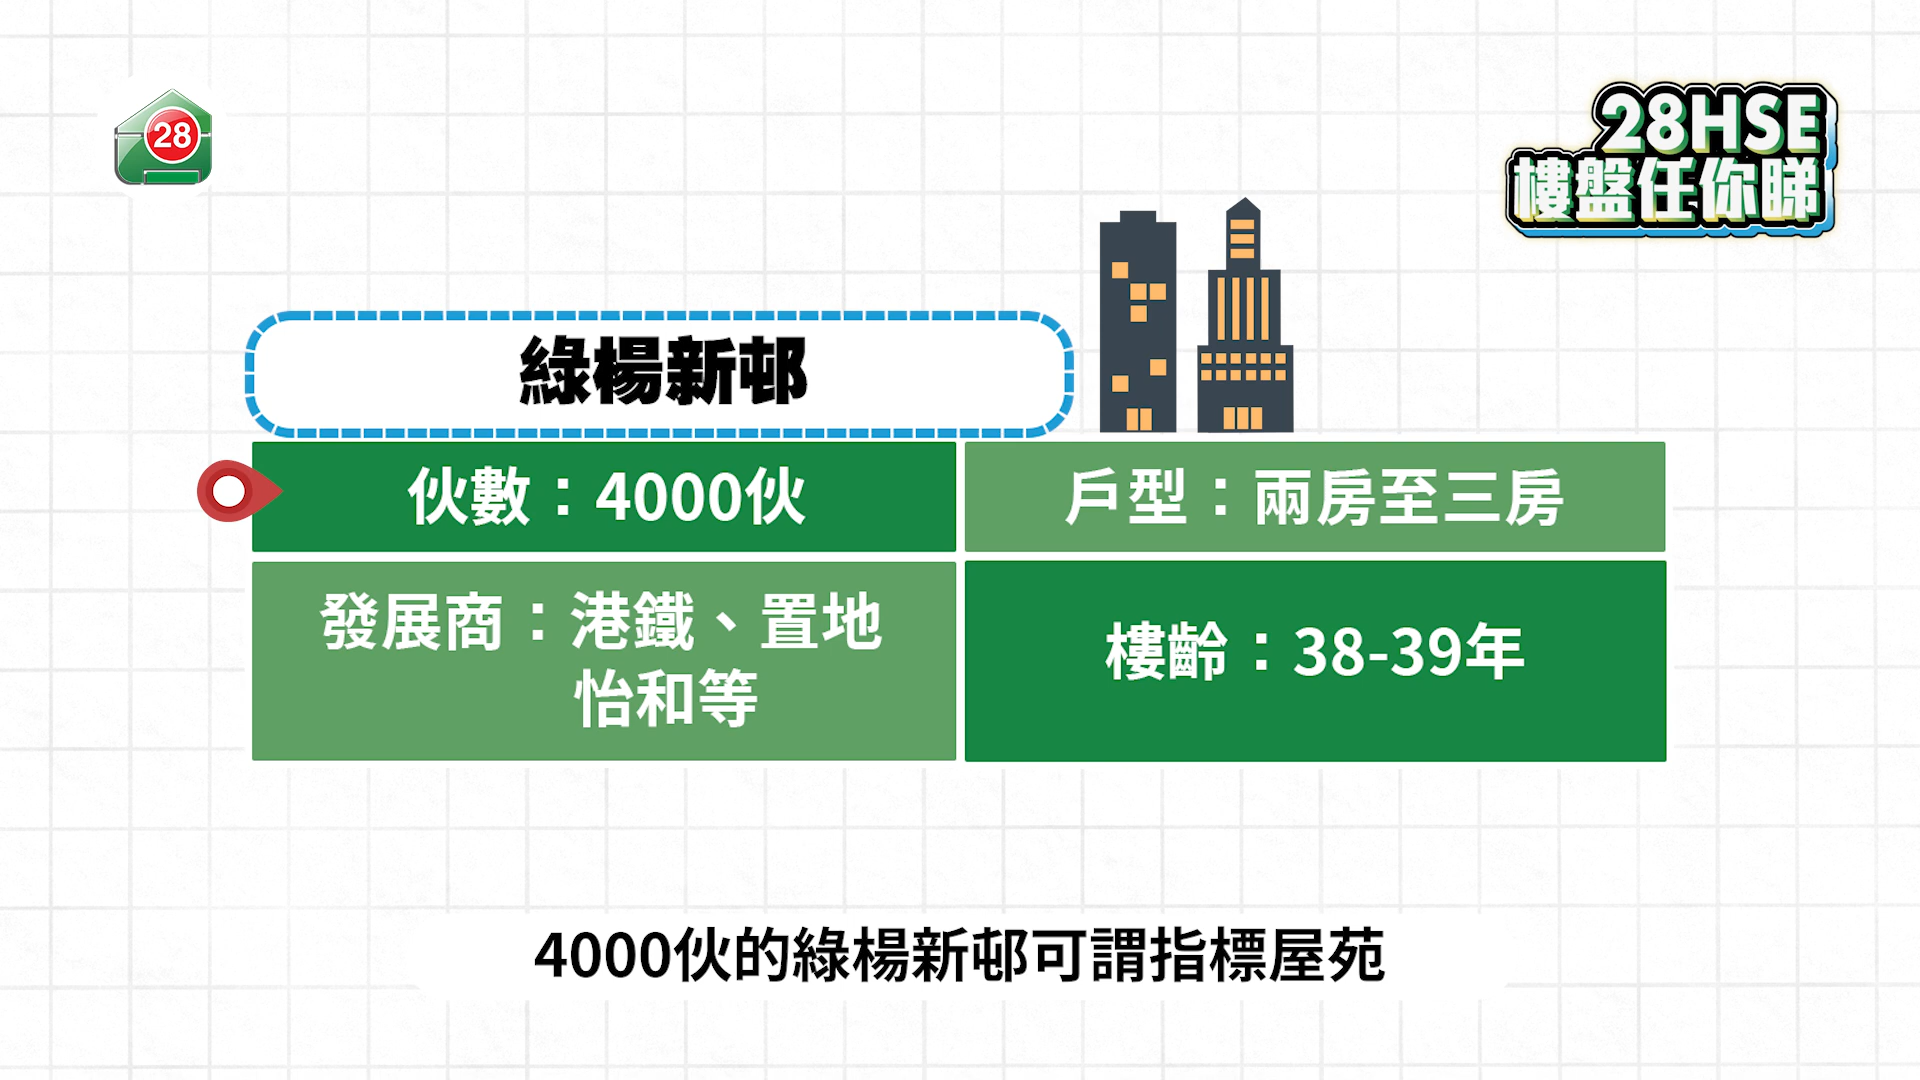 28
28HSE
樓盤任你睇
綠楊新邨
伙數：4000伙
戶型：兩房至三房
發展商：港鐵、置地
怡和等
樓齡：38-39年
4000伙的綠楊新邨可謂指標屋苑